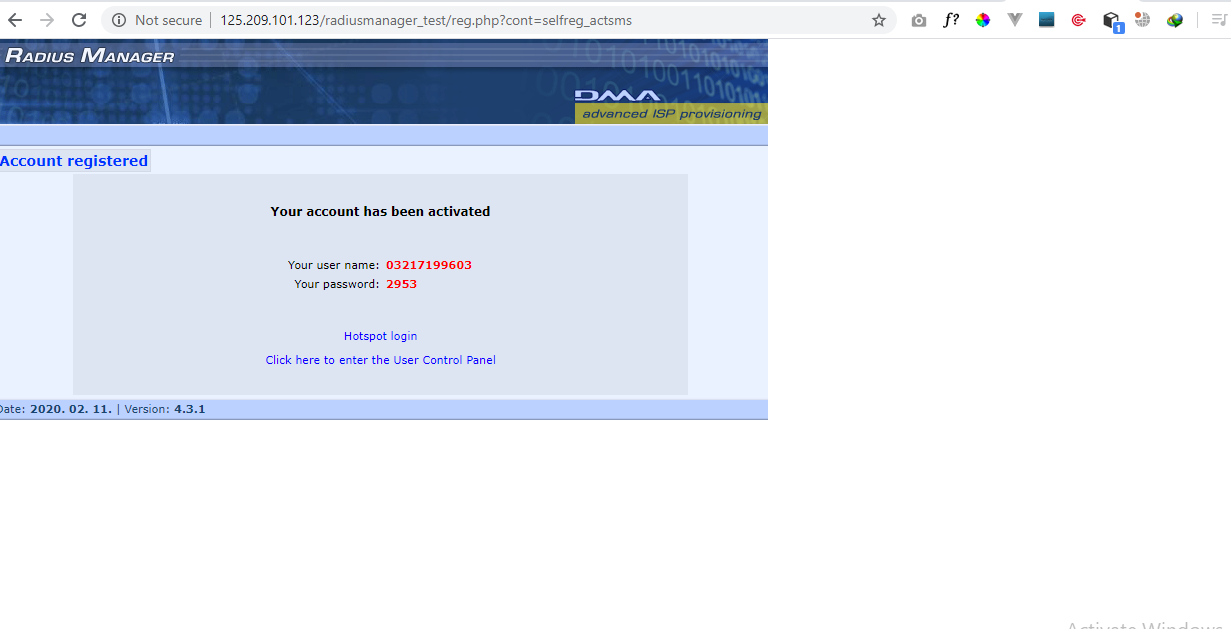 Not secure | 125.209.101.123/radiusmanager_test/reg.php?cont=selfreg_actsms
f?
1
RADIUS MANAGER
DMA
advanced ISP provisioning
Account registered
Your account has been activated
Your user name: 03217199603
Your password: 2953
Hotspot login
Click here to enter the User Control Panel
Date: 2020. 02. 11. | Version: 4.3.1
Activate Windows